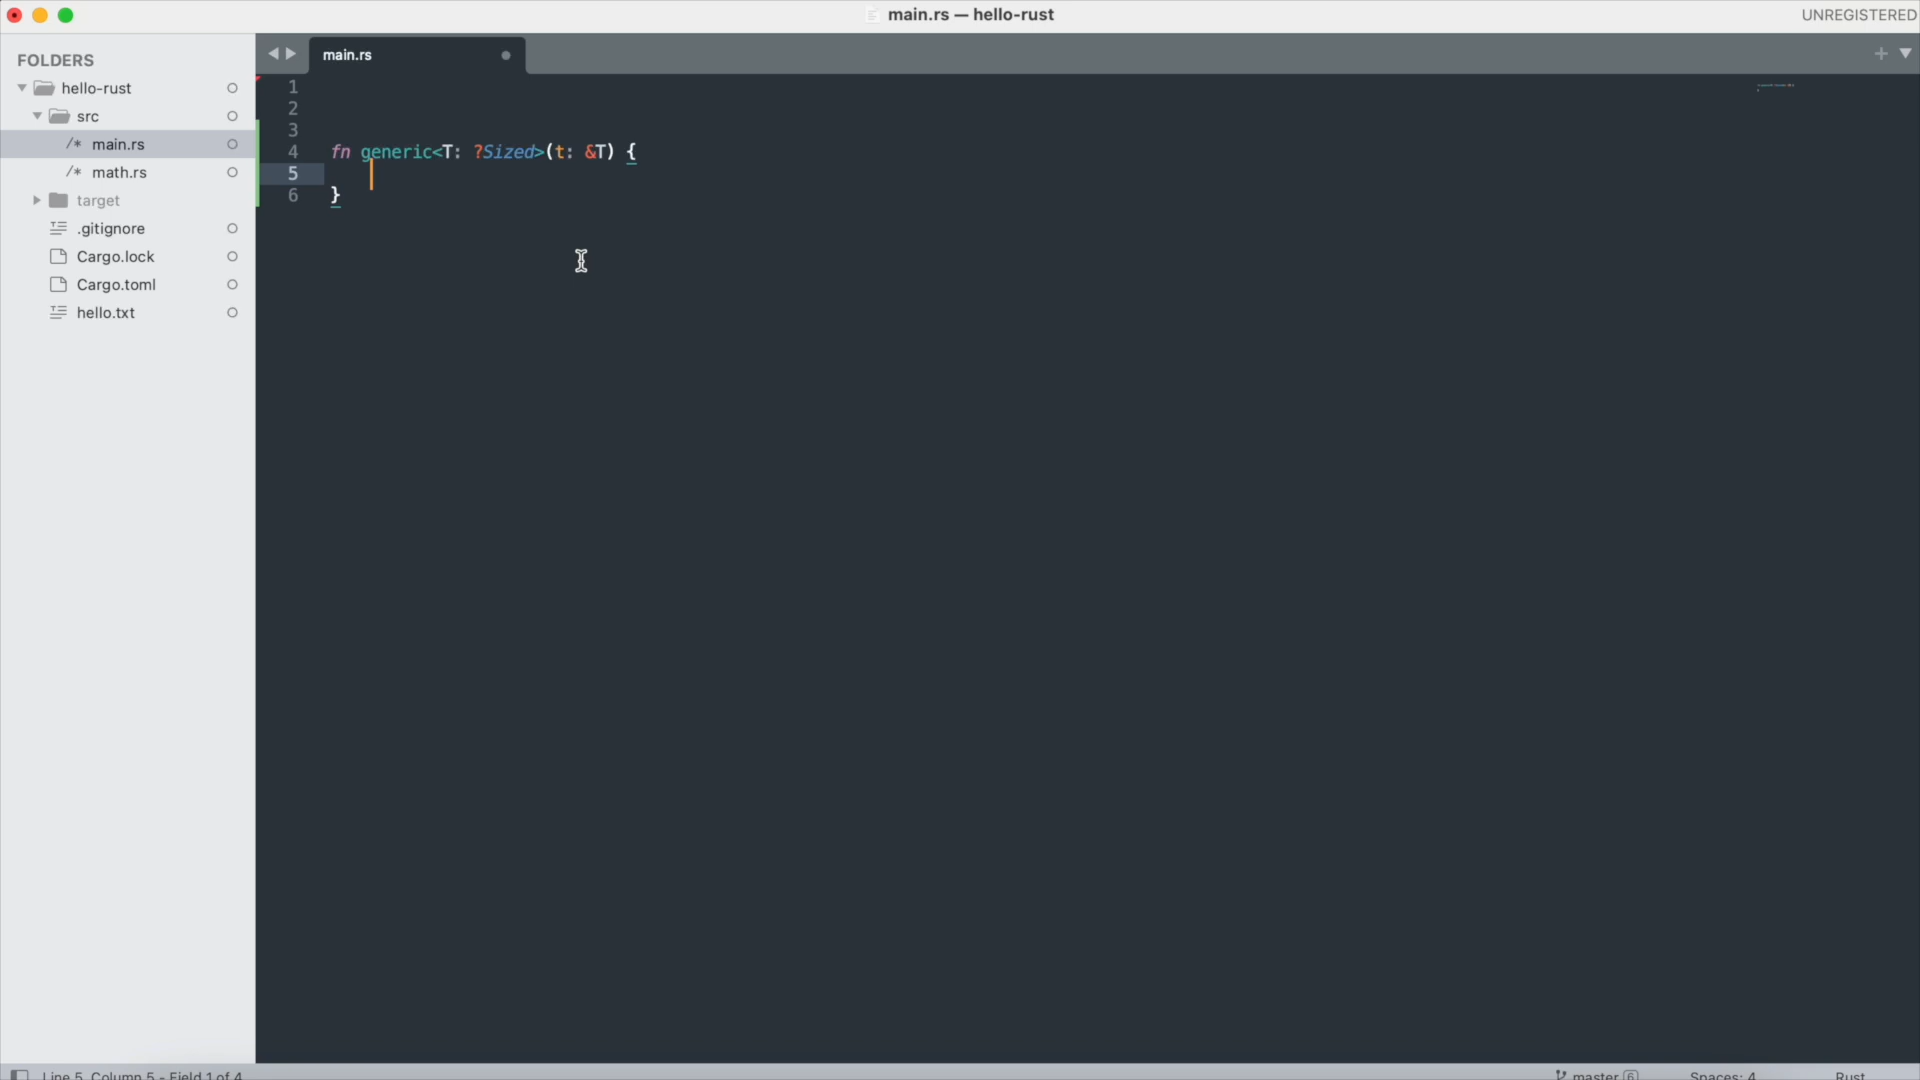 main.rs — hello-rust
UNREGISTERED
FOLDERS
hello-rust
src
/* main.rs
/* math.rs
target
.gitignore
Cargo.lock
Cargo.toml
hello.txt
main.rs
1
2
3
4 fn generic<T: ?Sized>(t: &T) {
5
6 }
Line 5, Column 5 - Field 1 of 4
master 6
Spaces: 4
Rust